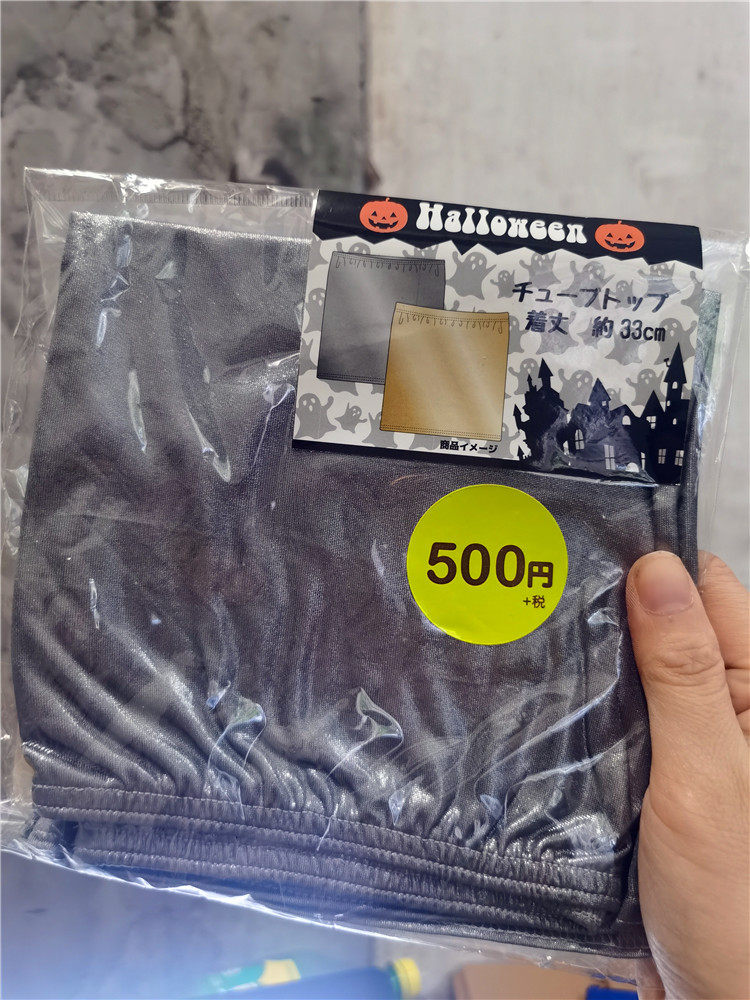 Halloween
チューブトップ
着丈 約33cm
商品イメージ
500円
+税